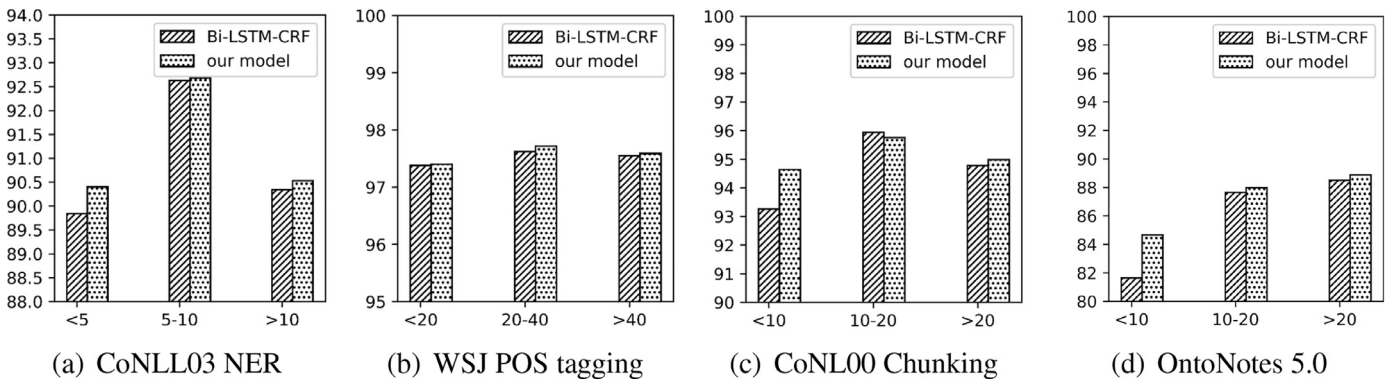 94.0
93.5
93.0
92.5
92.0
91.5
91.0
90.5
90.0
89.5
89.0
88.5
88.0
Bi-LSTM-CRF
our model
<5 5-10 >10
(a) CoNLL03 NER
100
99
98
97
96
95
Bi-LSTM-CRF
our model
<20 20-40 >40
(b) WSJ POS tagging
100
99
98
97
96
95
94
93
92
91
90
Bi-LSTM-CRF
our model
<10 10-20 >20
(c) CoNL00 Chunking
100
98
96
94
92
90
88
86
84
82
80
Bi-LSTM-CRF
our model
<10 10-20 >20
(d) OntoNotes 5.0